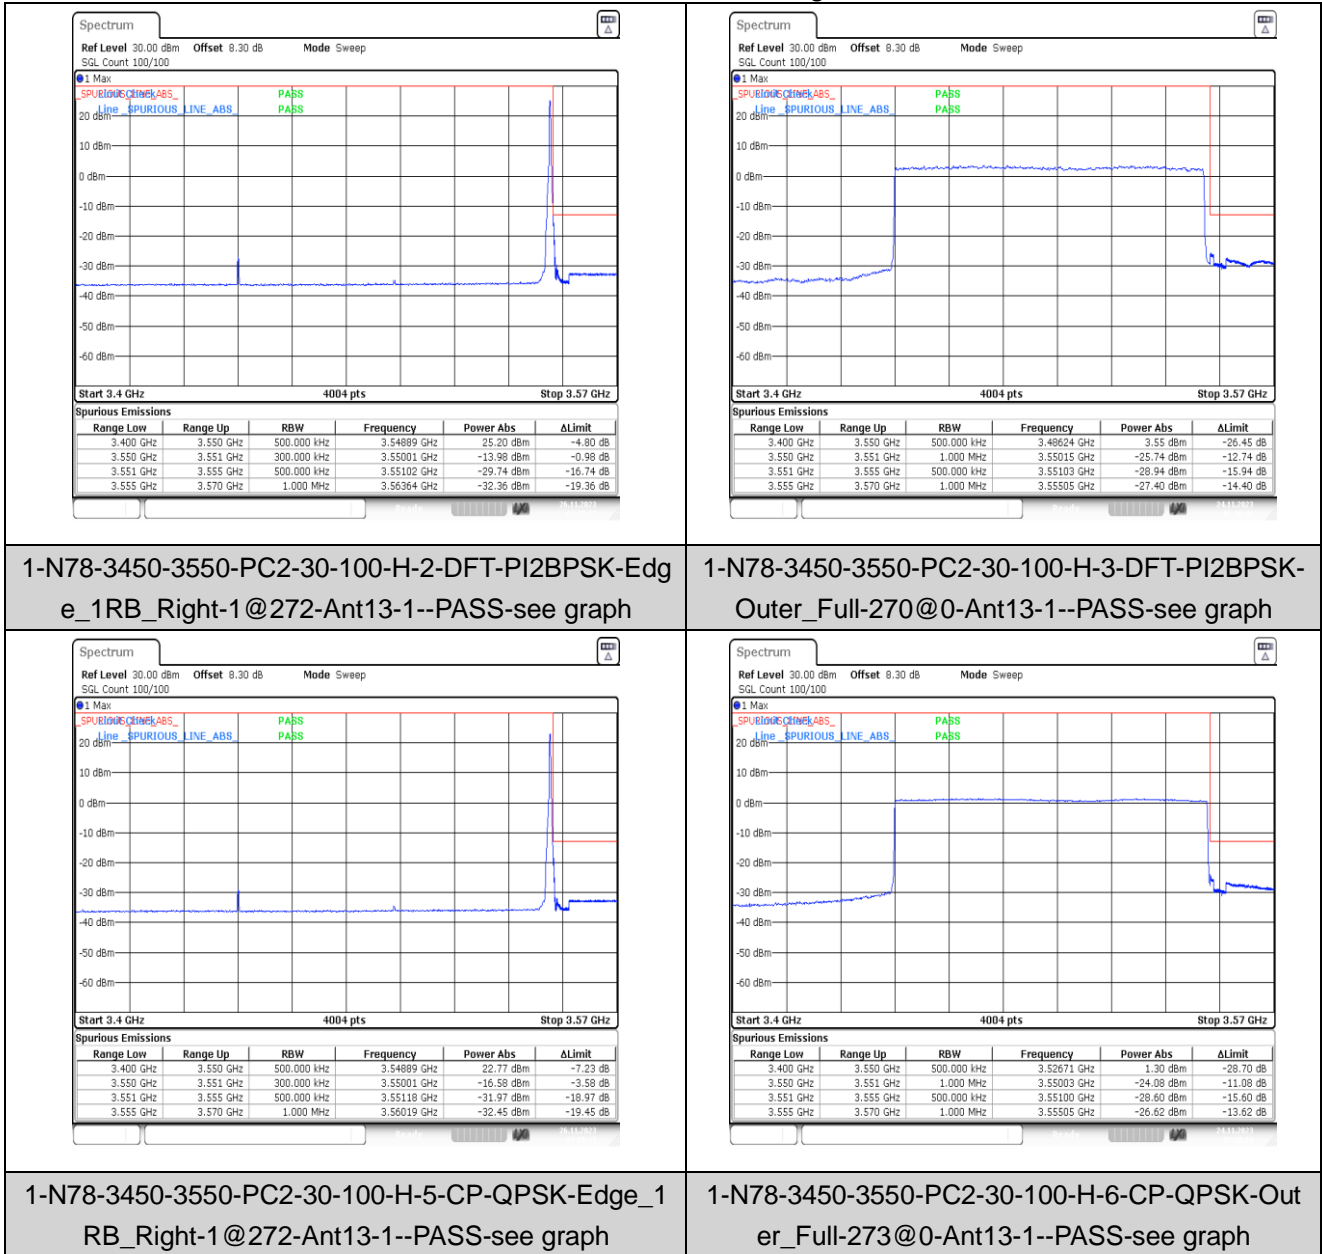 Spectrum
Ref Level 30.00 dBm Offset 8.30 dB Mode Sweep
SGL Count 100/100
1 Max
Limit Check PASS
_SPURIOUS_LINE_ABS_
Line _SPURIOUS_LINE_ABS_ PASS
20 dBm
10 dBm
0 dBm
-10 dBm
-20 dBm
-30 dBm
-40 dBm
-50 dBm
-60 dBm
Start 3.4 GHz 4004 pts Stop 3.57 GHz
Spurious Emissions
Range Low Range Up RBW Frequency Power Abs ΔLimit
3.400 GHz 3.550 GHz 500.000 kHz 3.54889 GHz 25.20 dBm -4.80 dB
3.550 GHz 3.551 GHz 300.000 kHz 3.55001 GHz -13.98 dBm -0.98 dB
3.551 GHz 3.555 GHz 500.000 kHz 3.55102 GHz -29.74 dBm -16.74 dB
3.555 GHz 3.570 GHz 1.000 MHz 3.56364 GHz -32.36 dBm -19.36 dB
1-N78-3450-3550-PC2-30-100-H-2-DFT-PI2BPSK-Edg
e_1RB_Right-1@272-Ant13-1--PASS-see graph
Spectrum
Ref Level 30.00 dBm Offset 8.30 dB Mode Sweep
SGL Count 100/100
1 Max
Limit Check PASS
_SPURIOUS_LINE_ABS_
Line _SPURIOUS_LINE_ABS_ PASS
20 dBm
10 dBm
0 dBm
-10 dBm
-20 dBm
-30 dBm
-40 dBm
-50 dBm
-60 dBm
Start 3.4 GHz 4004 pts Stop 3.57 GHz
Spurious Emissions
Range Low Range Up RBW Frequency Power Abs ΔLimit
3.400 GHz 3.550 GHz 500.000 kHz 3.48624 GHz 3.55 dBm -26.45 dB
3.550 GHz 3.551 GHz 1.000 MHz 3.55015 GHz -25.74 dBm -12.74 dB
3.551 GHz 3.555 GHz 500.000 kHz 3.55103 GHz -28.94 dBm -15.94 dB
3.555 GHz 3.570 GHz 1.000 MHz 3.55505 GHz -27.40 dBm -14.40 dB
1-N78-3450-3550-PC2-30-100-H-3-DFT-PI2BPSK-
Outer_Full-270@0-Ant13-1--PASS-see graph
Spectrum
Ref Level 30.00 dBm Offset 8.30 dB Mode Sweep
SGL Count 100/100
1 Max
Limit Check PASS
_SPURIOUS_LINE_ABS_
Line _SPURIOUS_LINE_ABS_ PASS
20 dBm
10 dBm
0 dBm
-10 dBm
-20 dBm
-30 dBm
-40 dBm
-50 dBm
-60 dBm
Start 3.4 GHz 4004 pts Stop 3.57 GHz
Spurious Emissions
Range Low Range Up RBW Frequency Power Abs ΔLimit
3.400 GHz 3.550 GHz 500.000 kHz 3.54889 GHz 22.77 dBm -7.23 dB
3.550 GHz 3.551 GHz 300.000 kHz 3.55001 GHz -16.58 dBm -3.58 dB
3.551 GHz 3.555 GHz 500.000 kHz 3.55118 GHz -31.97 dBm -18.97 dB
3.555 GHz 3.570 GHz 1.000 MHz 3.56019 GHz -32.45 dBm -19.45 dB
1-N78-3450-3550-PC2-30-100-H-5-CP-QPSK-Edge_1
RB_Right-1@272-Ant13-1--PASS-see graph
Spectrum
Ref Level 30.00 dBm Offset 8.30 dB Mode Sweep
SGL Count 100/100
1 Max
Limit Check PASS
_SPURIOUS_LINE_ABS_
Line _SPURIOUS_LINE_ABS_ PASS
20 dBm
10 dBm
0 dBm
-10 dBm
-20 dBm
-30 dBm
-40 dBm
-50 dBm
-60 dBm
Start 3.4 GHz 4004 pts Stop 3.57 GHz
Spurious Emissions
Range Low Range Up RBW Frequency Power Abs ΔLimit
3.400 GHz 3.550 GHz 500.000 kHz 3.52671 GHz 1.30 dBm -28.70 dB
3.550 GHz 3.551 GHz 1.000 MHz 3.55003 GHz -24.08 dBm -11.08 dB
3.551 GHz 3.555 GHz 500.000 kHz 3.55100 GHz -28.60 dBm -15.60 dB
3.555 GHz 3.570 GHz 1.000 MHz 3.55505 GHz -26.62 dBm -13.62 dB
1-N78-3450-3550-PC2-30-100-H-6-CP-QPSK-Out
er_Full-273@0-Ant13-1--PASS-see graph